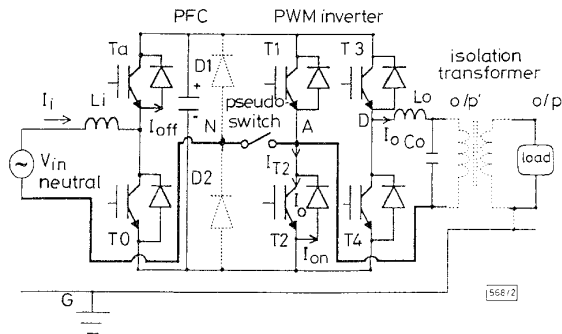 PFC
PWM inverter
isolation
transformer
Ta
D1
T1
T3
Lo
o/p'
o/p
Ii
Li
Ioff
+
-
N
pseudo
switch
A
D
Io
Co
Vin
neutral
D2
IT2
Io
load
T0
T2
Ion
T4
G
568/2